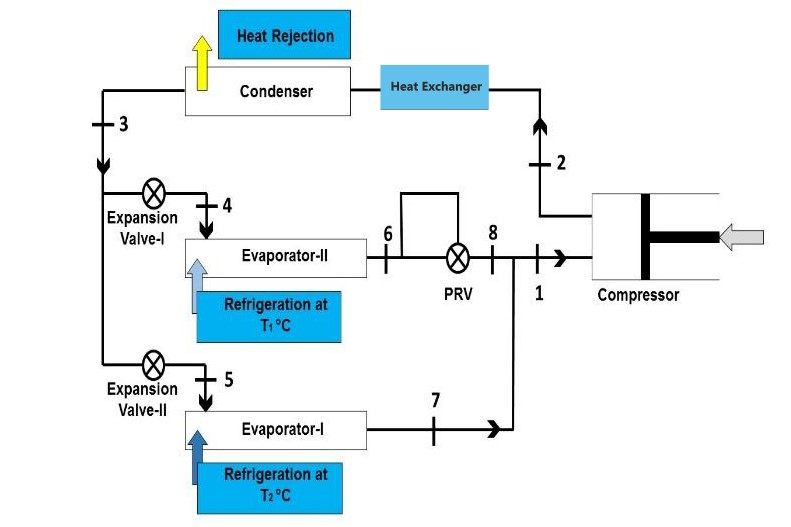 Heat Rejection
Condenser
Heat Exchanger
3
2
Expansion
Valve-I
4
Evaporator-II
6
8
PRV
1
Compressor
Refrigeration at
T₁ °C
Expansion
Valve-II
5
7
Evaporator-I
Refrigeration at
T₂ °C